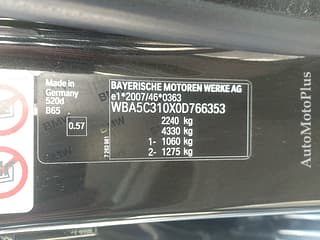 Made in
Germany
520d
B65
0.57
BAYERISCHE MOTOREN WERKE AG
e1*2007/46*0363
WBA5C310X0D766353
2240 kg
4330 kg
1- 1060 kg
2- 1275 kg
AutoMotoPlus